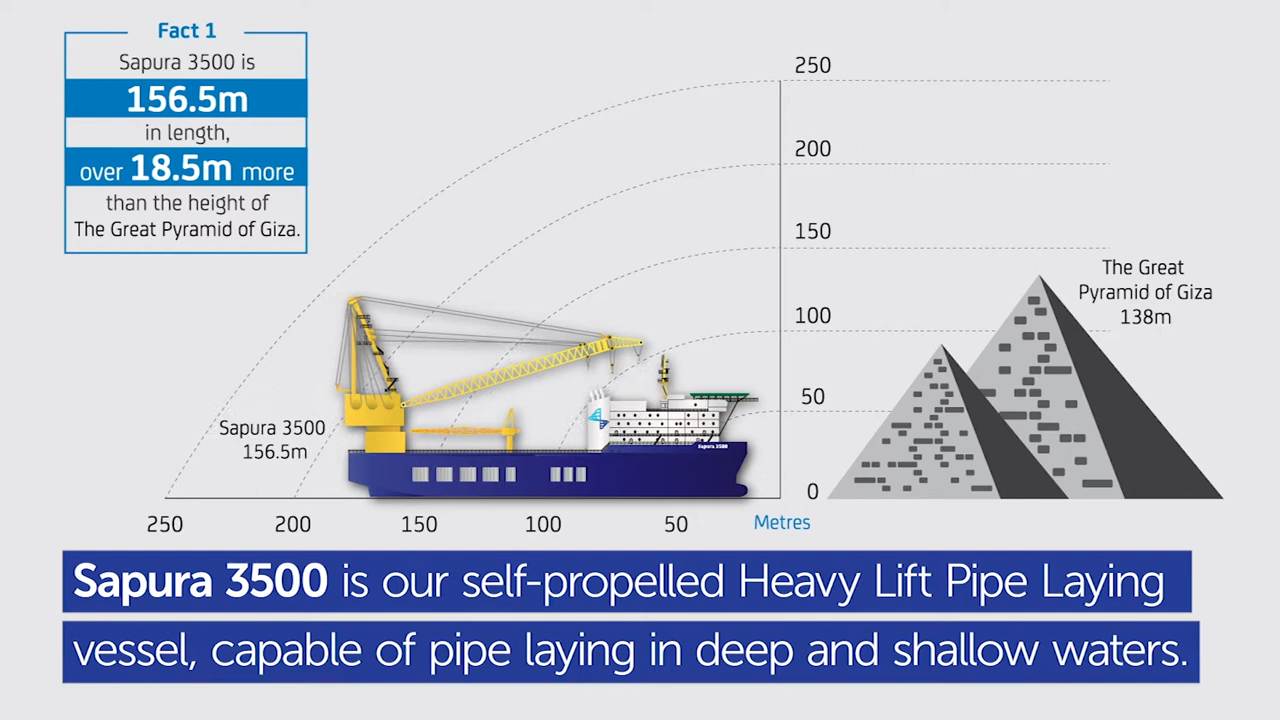 Fact 1
Sapura 3500 is
156.5m
in length,
over 18.5m more
than the height of
The Great Pyramid of Giza.
250
200
150
100
50
0
The Great
Pyramid of Giza
138m
Sapura 3500
156.5m
Sapura 3500
250
200
150
100
50
Metres
Sapura 3500 is our self-propelled Heavy Lift Pipe Laying
vessel, capable of pipe laying in deep and shallow waters.